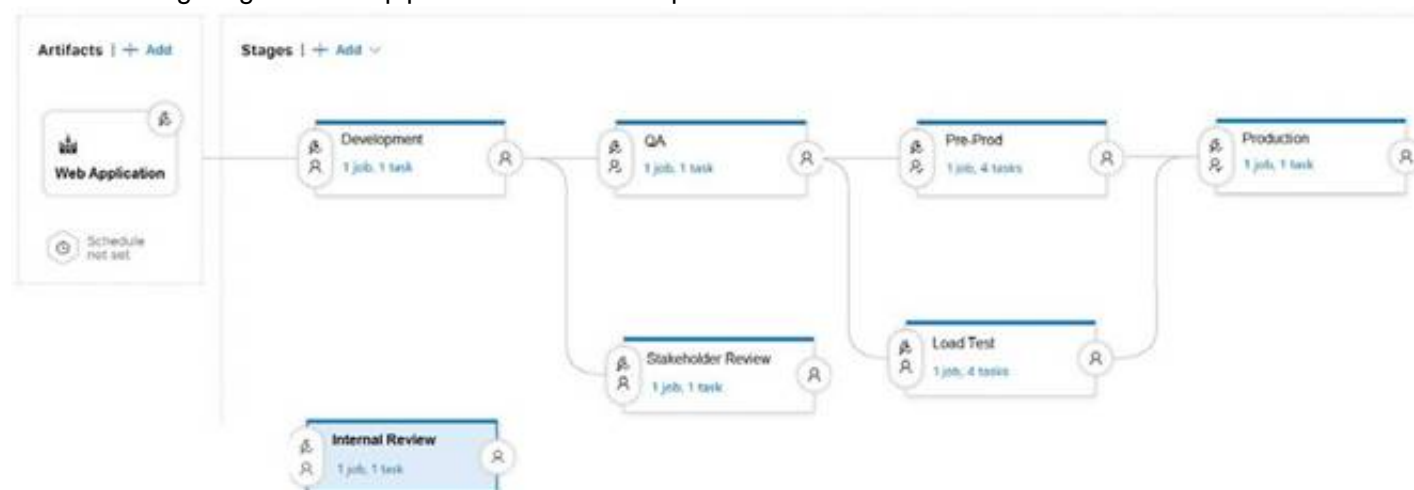 Artifacts | + Add
Stages | + Add
Web Application
Schedule
not set
Development
1 job, 1 task
QA
1 job, 1 task
Pre-Prod
1 job, 4 tasks
Production
1 job, 1 task
Stakeholder Review
1 job, 1 task
Load Test
1 job, 4 tasks
Internal Review
1 job, 1 task